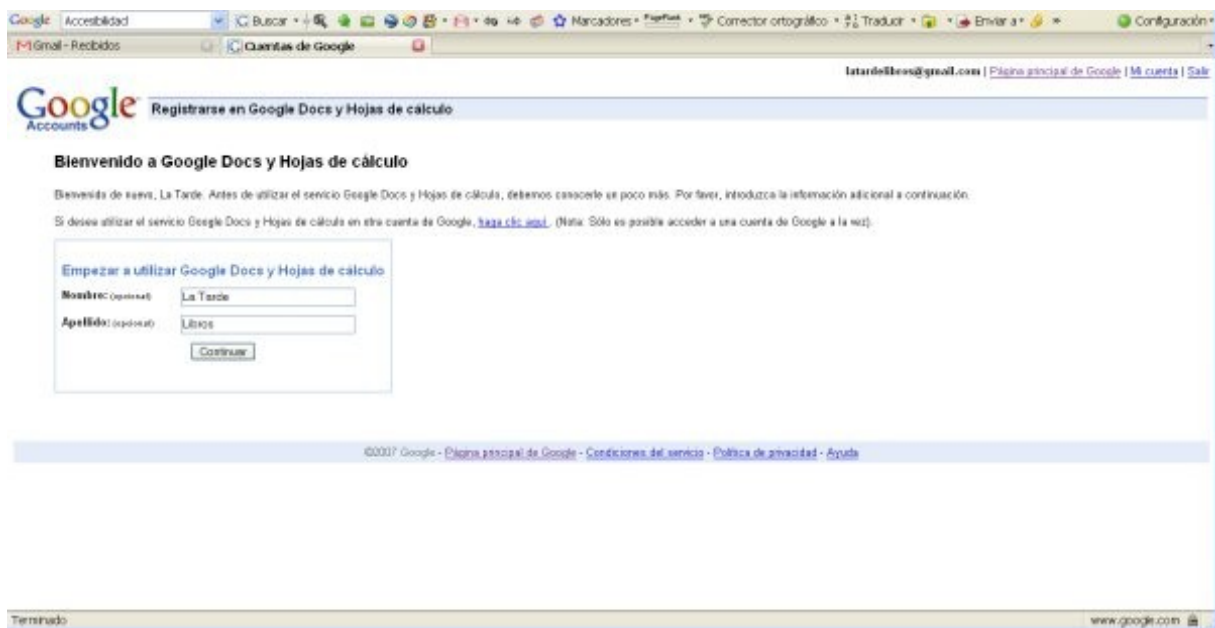 Google Accesibilidad Buscar Marcadores PageRank Corrector ortográfico Traducir Enviar a Configuración
Gmail - Recibidos Cuentas de Google
latardelibros@gmail.com | Página principal de Google | Mi cuenta | Salir
Google Accounts Registrarse en Google Docs y Hojas de cálculo
Bienvenido a Google Docs y Hojas de cálculo
Bienvenido de nuevo, La Tarde. Antes de utilizar el servicio Google Docs y Hojas de cálculo, debemos conocerle un poco más. Por favor, introduzca la información adicional a continuación.
Si desea utilizar el servicio Google Docs y Hojas de cálculo en otra cuenta de Google, haga clic aquí. (Nota: Sólo es posible acceder a una cuenta de Google a la vez).
Empezar a utilizar Google Docs y Hojas de cálculo
Nombre: (opcional) La Tarde
Apellido: (opcional) Libros
Continuar
©2007 Google - Página principal de Google - Condiciones del servicio - Política de privacidad - Ayuda
Terminado www.google.com